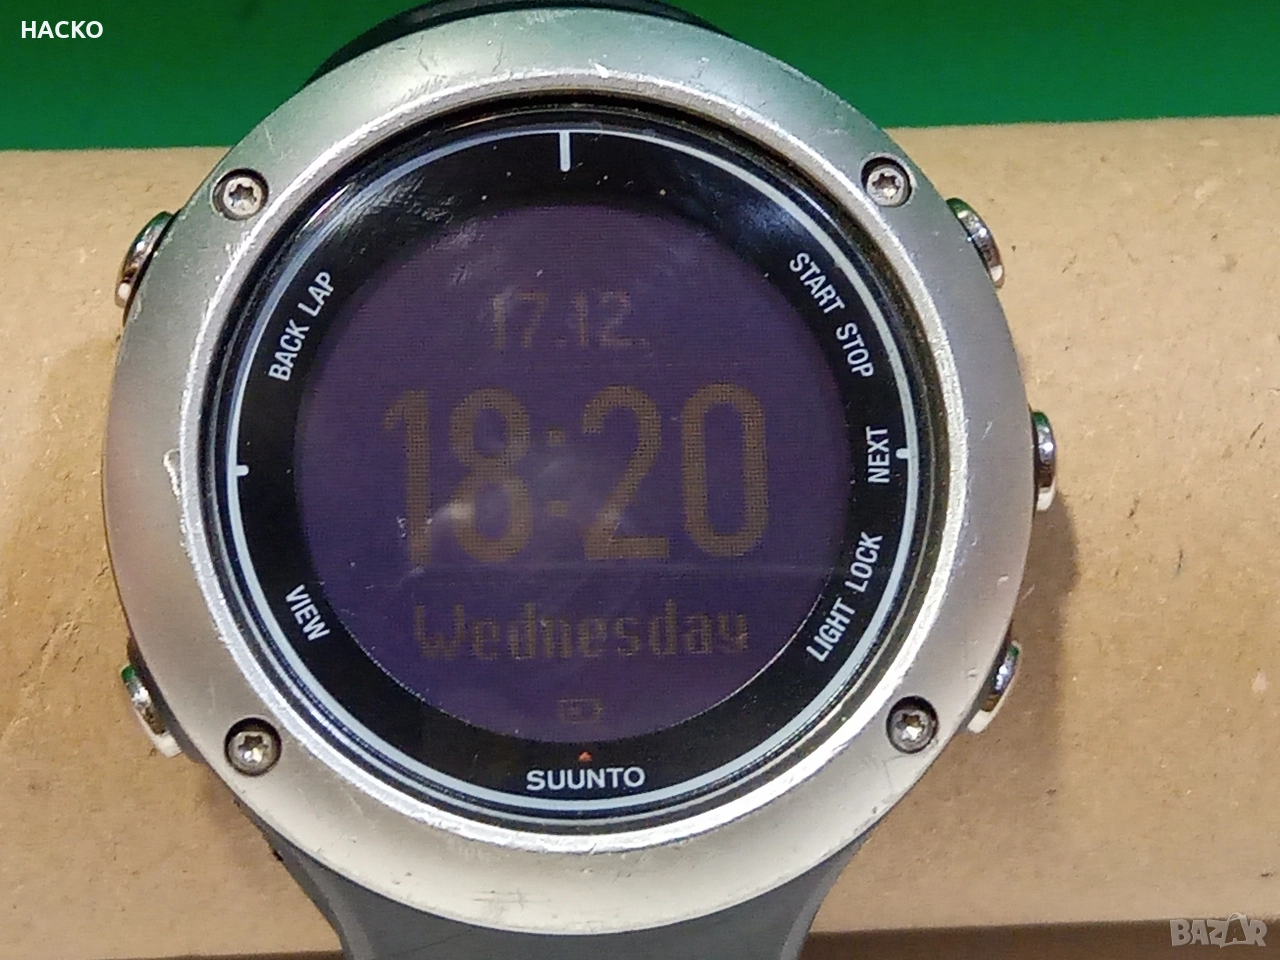 HACKO
BACK LAP
START STOP
17.12.
18:20
NEXT
Wednesday
VIEW
LIGHT LOCK
SUUNTO
BAZAR